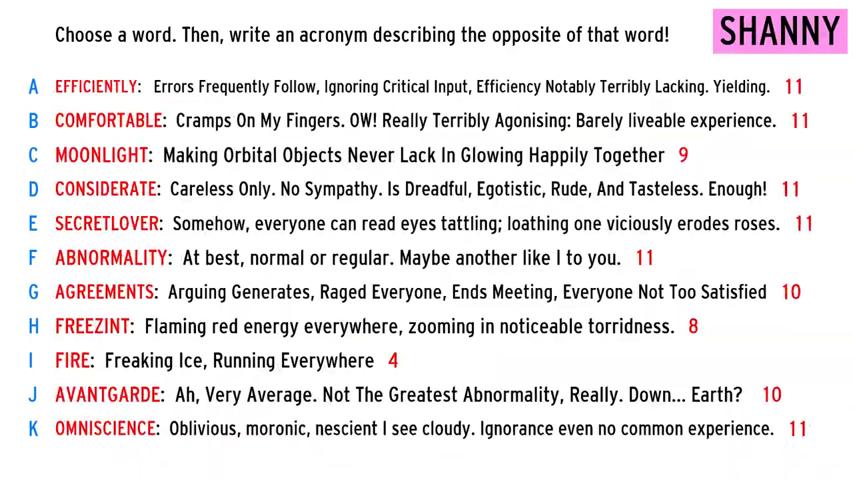 Choose a word. Then, write an acronym describing the opposite of that word! SHANNY
A EFFICIENTLY: Errors Frequently Follow, Ignoring Critical Input, Efficiency Notably Terribly Lacking. Yielding. 11
B COMFORTABLE: Cramps On My Fingers. OW! Really Terribly Agonising: Barely liveable experience. 11
C MOONLIGHT: Making Orbital Objects Never Lack In Glowing Happily Together 9
D CONSIDERATE: Careless Only. No Sympathy. Is Dreadful, Egotistic, Rude, And Tasteless. Enough! 11
E SECRETLOVER: Somehow, everyone can read eyes tattling; loathing one viciously erodes roses. 11
F ABNORMALITY: At best, normal or regular. Maybe another like I to you. 11
G AGREEMENTS: Arguing Generates, Raged Everyone, Ends Meeting, Everyone Not Too Satisfied 10
H FREEZINT: Flaming red energy everywhere, zooming in noticeable torridness. 8
I FIRE: Freaking Ice, Running Everywhere 4
J AVANTGARDE: Ah, Very Average. Not The Greatest Abnormality, Really. Down... Earth? 10
K OMNISCIENCE: Oblivious, moronic, nescient I see cloudy. Ignorance even no common experience. 11